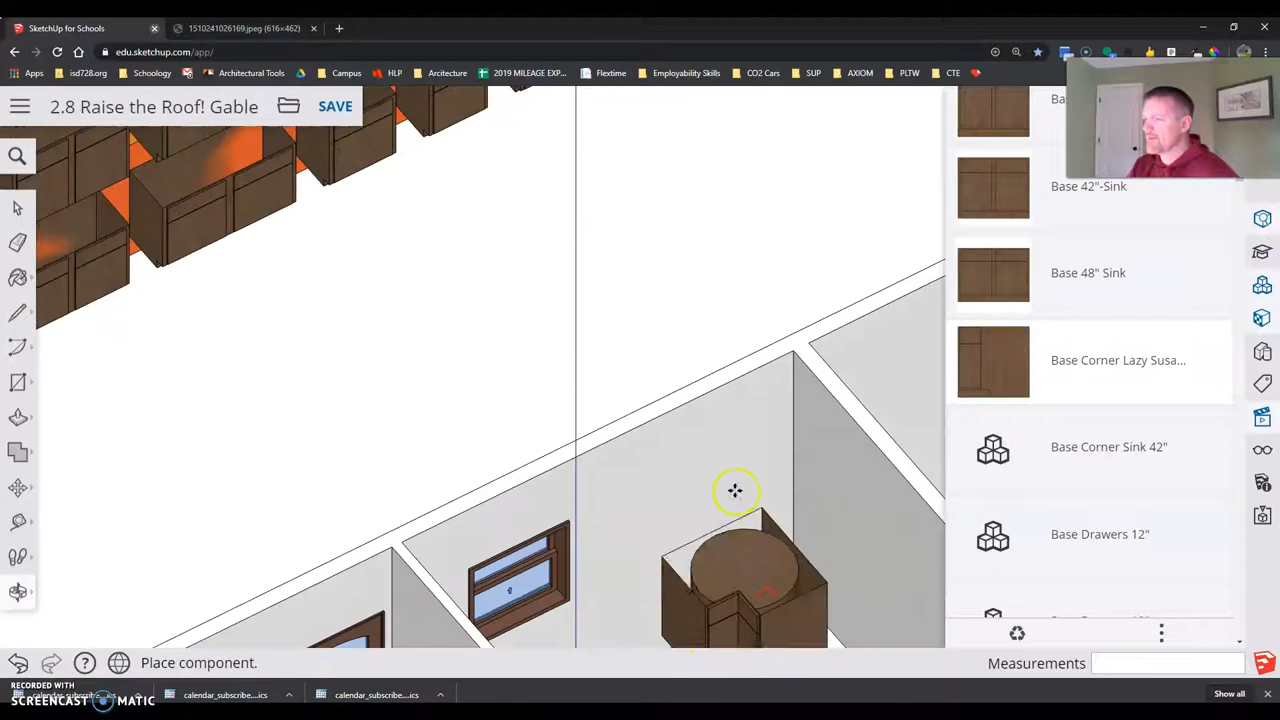 SketchUp for Schools
1510241026169.jpeg (616×462)
edu.sketchup.com/app/
Apps
isd728.org
Schoology
Architectural Tools
Campus
HLP
Arcitecture
2019 MILEAGE EXP...
Flextime
Employability Skills
CO2 Cars
SUP
AXIOM
PLTW
CTE
2.8 Raise the Roof! Gable
SAVE
Base 42"-Sink
Base 48" Sink
Base Corner Lazy Susa...
Base Corner Sink 42"
Base Drawers 12"
Place component.
Measurements
calendar_subscribe....ics
calendar_subscribe....ics
calendar_subscribe....ics
Show all
RECORDED WITH
SCREENCAST MATIC